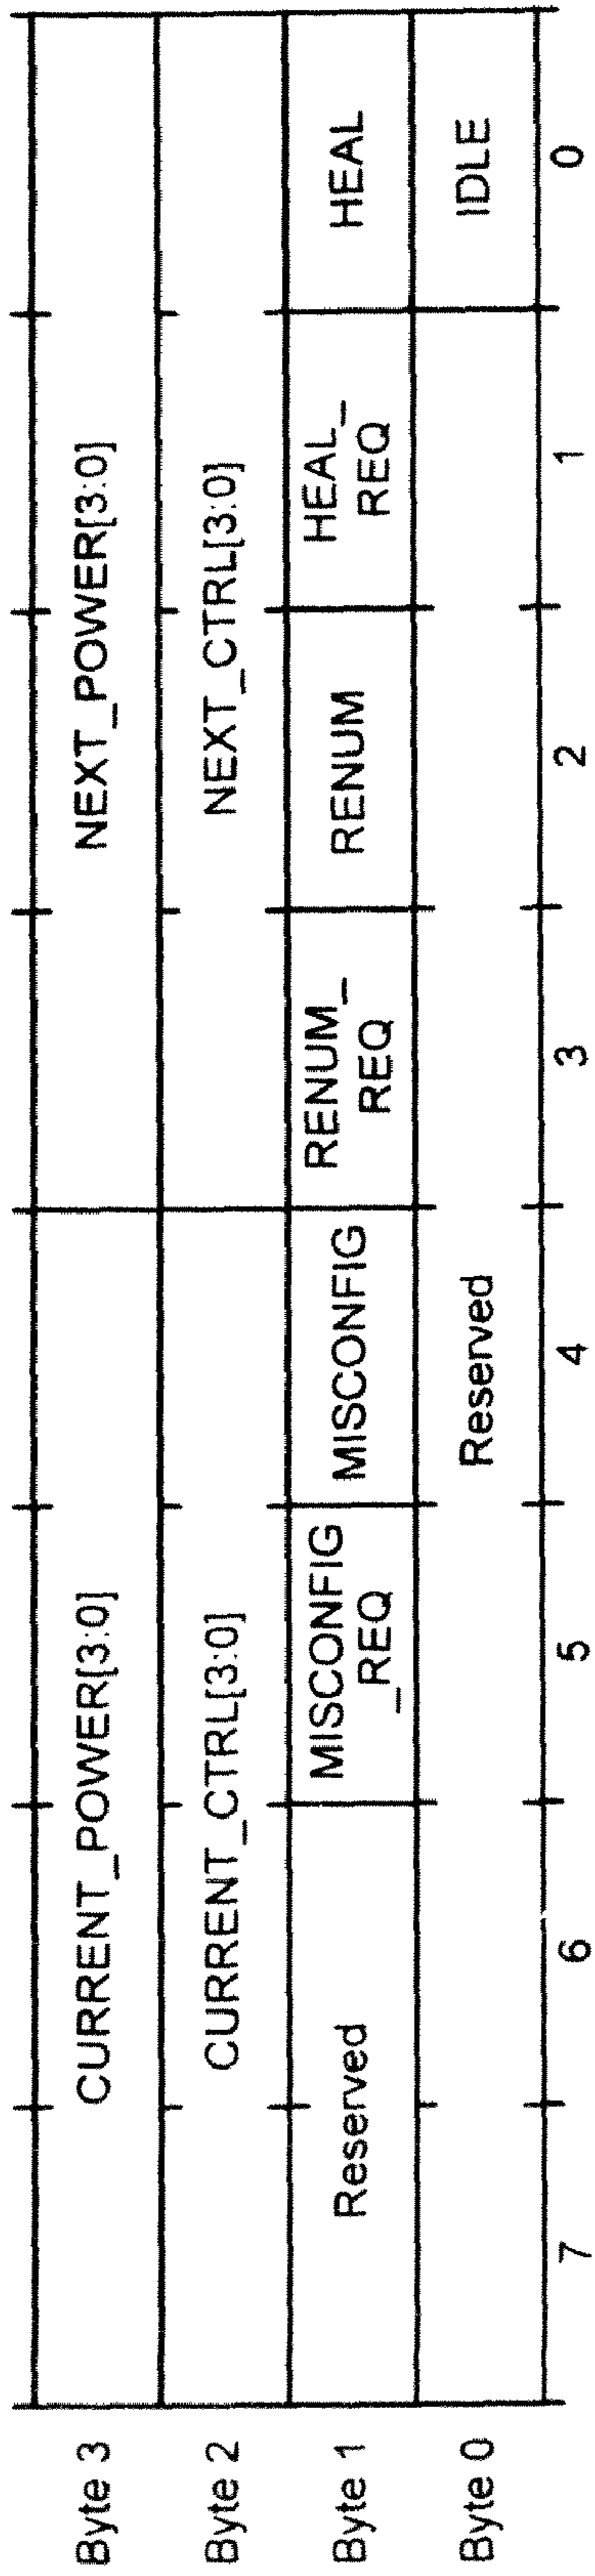 Byte 3 CURRENT_POWER[3:0] NEXT_POWER[3:0]
Byte 2 CURRENT_CTRL[3:0] NEXT_CTRL[3:0]
Byte 1 Reserved MISCONFIG MISCONFIG RENUM_ RENUM HEAL_ HEAL
_REQ REQ REQ
Byte 0 Reserved IDLE
7 6 5 4 3 2 1 0